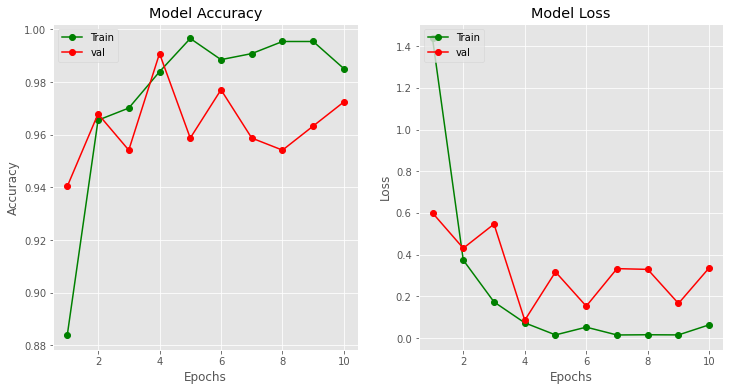 Model Accuracy
1.00
0.98
0.96
0.94
0.92
0.90
0.88
Accuracy
Train
val
2
4
6
8
10
Epochs
Model Loss
1.4
1.2
1.0
0.8
0.6
0.4
0.2
0.0
Loss
Train
val
2
4
6
8
10
Epochs